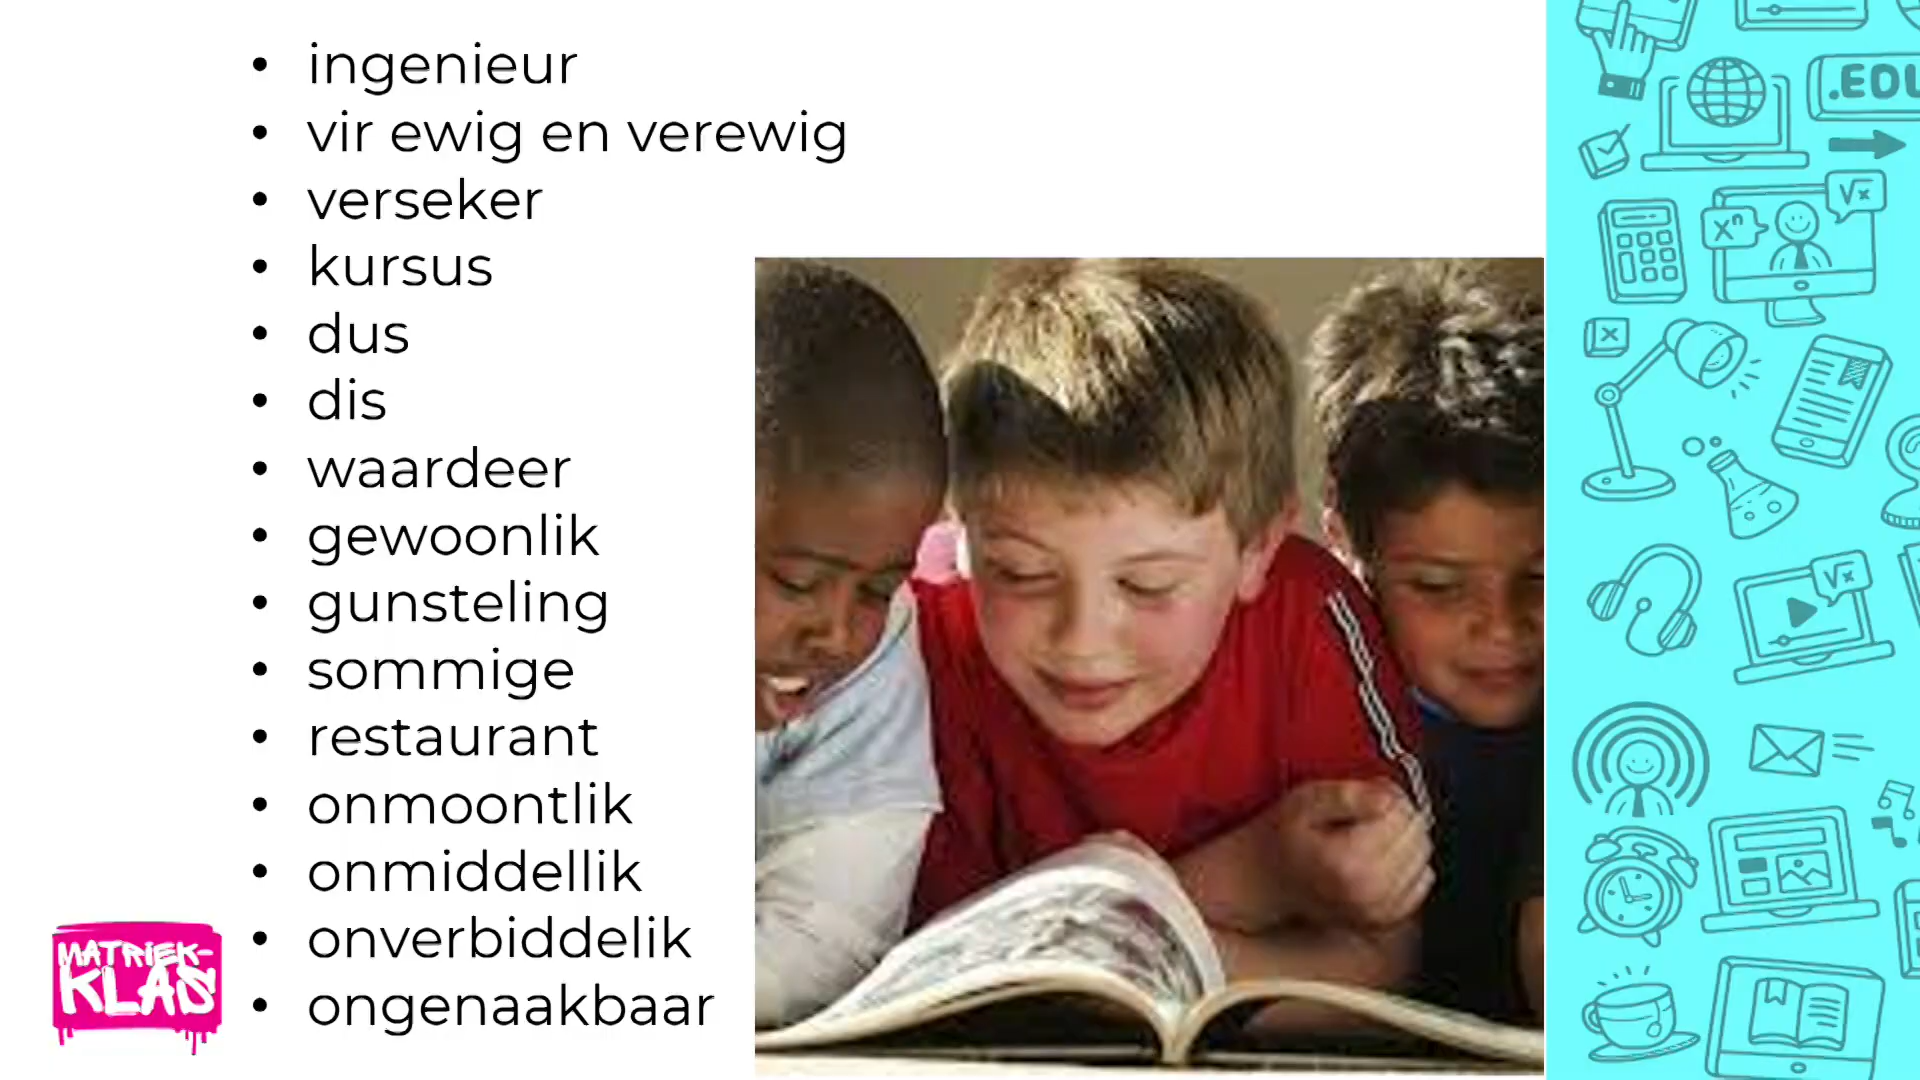 • ingenieur
• vir ewig en verewig
• verseker
• kursus
• dus
• dis
• waardeer
• gewoonlik
• gunsteling
• sommige
• restaurant
• onmoontlik
• onmiddellik
• onverbiddelik
• ongenaakbaar
MATRIEK-
KLAS
.EDU
√x
xⁿ
x
√x